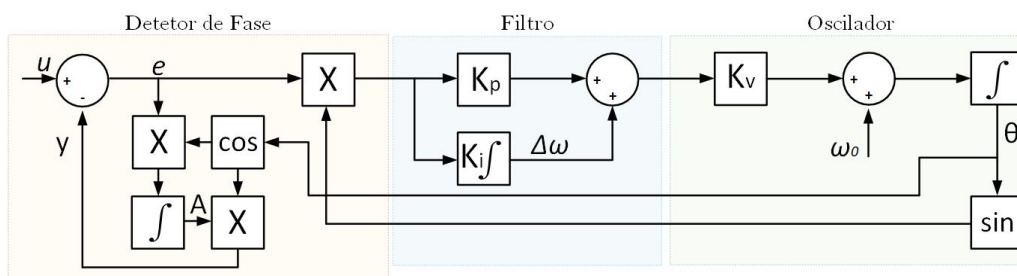 Detetor de Fase
Filtro
Oscilador
u
+
-
e
X
Kp
+
+
Kv
+
+
∫
y
X
cos
Ki∫
Δω
ω₀
θ
∫
A
X
sin